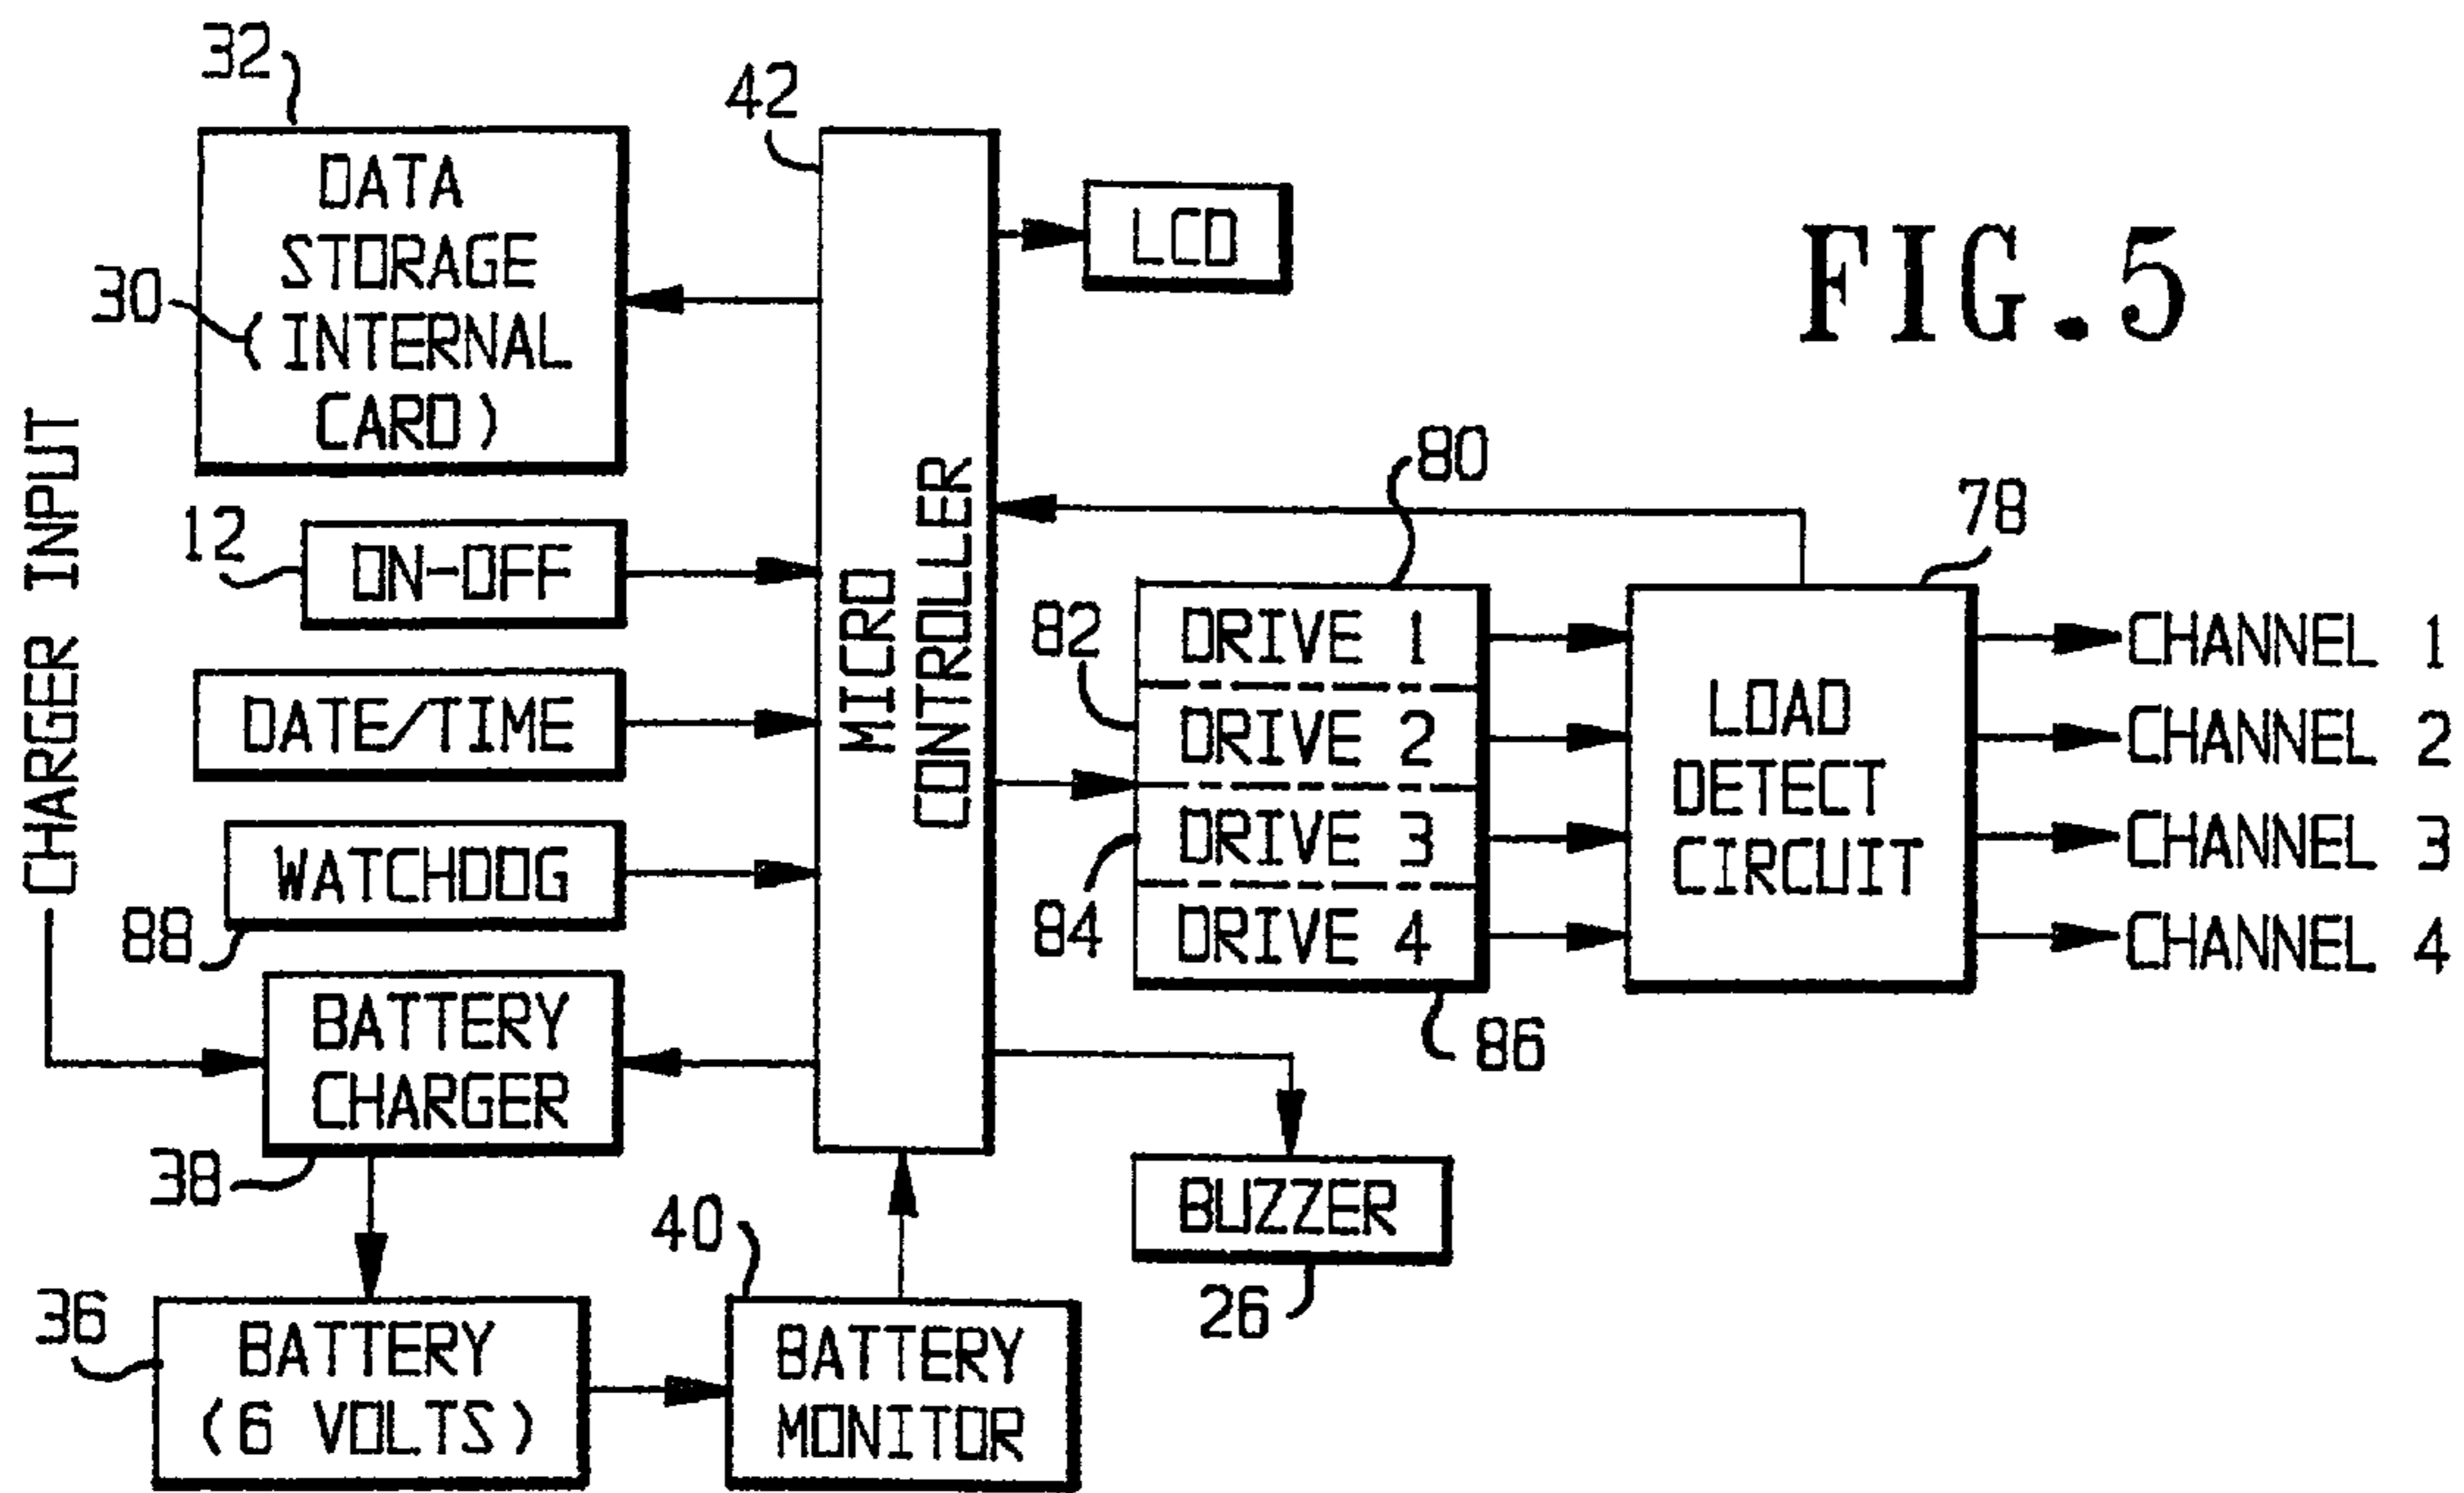 FIG.5
32
DATA
STORAGE
30
(INTERNAL
CARD)
42
MICRO
CONTROLLER
LCD
CHARGER INPUT
12
ON-OFF
DATE/TIME
WATCHDOG
88
BATTERY
CHARGER
38
36
BATTERY
(6 VOLTS)
40
BATTERY
MONITOR
80
82
DRIVE 1
DRIVE 2
DRIVE 3
84
DRIVE 4
86
78
LOAD
DETECT
CIRCUIT
CHANNEL 1
CHANNEL 2
CHANNEL 3
CHANNEL 4
BUZZER
26